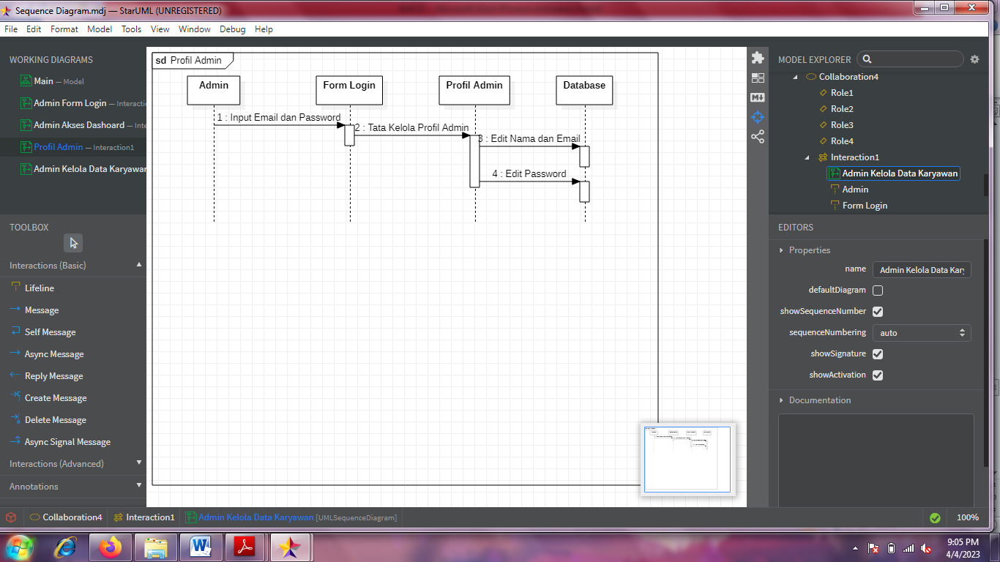 Sequence Diagram.mdj — StarUML (UNREGISTERED)
File Edit Format Model Tools View Window Debug Help
WORKING DIAGRAMS
Main — Model
Admin Form Login — Interactio
Admin Akses Dashoard — Inte
Profil Admin — Interaction1
Admin Kelola Data Karyawan
TOOLBOX
Interactions (Basic)
Lifeline
Message
Self Message
Async Message
Reply Message
Create Message
Delete Message
Async Signal Message
Interactions (Advanced)
Annotations
sd Profil Admin
Admin
Form Login
Profil Admin
Database
1 : Input Email dan Password
2 : Tata Kelola Profil Admin
3 : Edit Nama dan Email
4 : Edit Password
MODEL EXPLORER
Collaboration4
Role1
Role2
Role3
Role4
Interaction1
Admin Kelola Data Karyawan
Admin
Form Login
EDITORS
Properties
name Admin Kelola Data Kary
defaultDiagram
showSequenceNumber
sequenceNumbering auto
showSignature
showActivation
Documentation
Collaboration4 Interaction1 Admin Kelola Data Karyawan [UMLSequenceDiagram] 100%
9:05 PM
4/4/2023